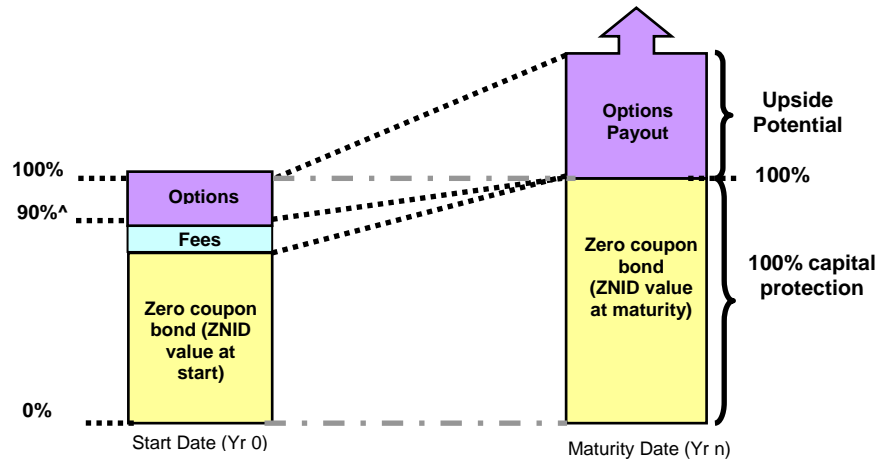 100%
90%^
0%
Options
Fees
Zero coupon
bond (ZNID
value at
start)
Start Date (Yr 0)
Options
Payout
Zero coupon
bond
(ZNID value
at maturity)
Maturity Date (Yr n)
Upside
Potential
100%
100% capital
protection